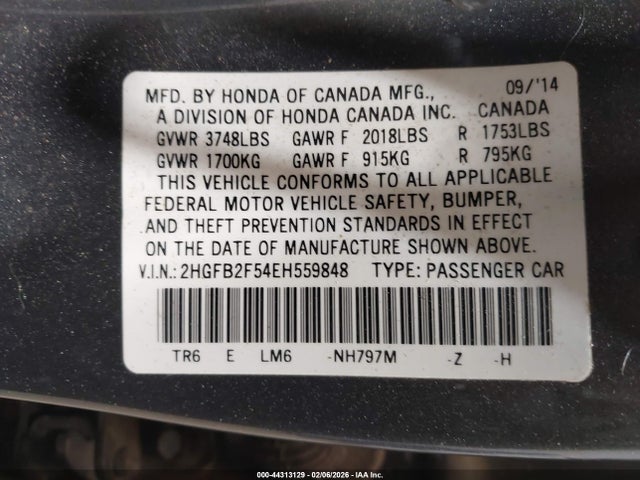 MFD. BY HONDA OF CANADA MFG., 09/'14
A DIVISION OF HONDA CANADA INC. CANADA
GVWR 3748LBS GAWR F 2018LBS R 1753LBS
GVWR 1700KG GAWR F 915KG R 795KG
THIS VEHICLE CONFORMS TO ALL APPLICABLE
FEDERAL MOTOR VEHICLE SAFETY, BUMPER,
AND THEFT PREVENTION STANDARDS IN EFFECT
ON THE DATE OF MANUFACTURE SHOWN ABOVE.
V.I.N.: 2HGFB2F54EH559848 TYPE: PASSENGER CAR
TR6 E LM6 -NH797M -Z -H
000-44313129 | 02/06/2026 | IAA Inc.